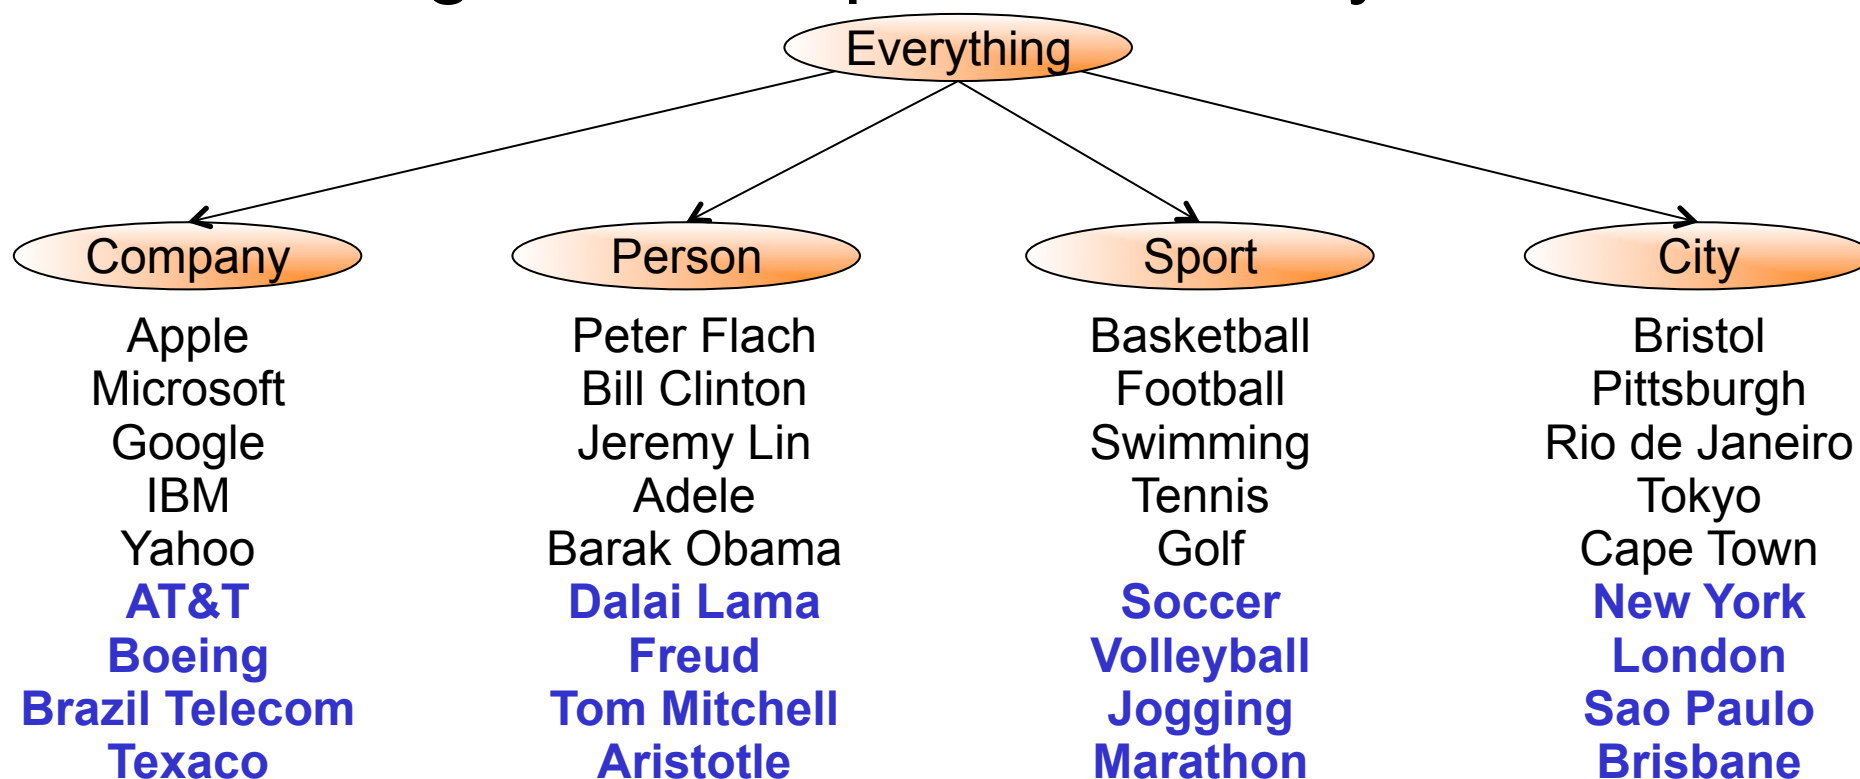 Everything
Company
Person
Sport
City
Apple
Microsoft
Google
IBM
Yahoo
AT&T
Boeing
Brazil Telecom
Texaco
Peter Flach
Bill Clinton
Jeremy Lin
Adele
Barak Obama
Dalai Lama
Freud
Tom Mitchell
Aristotle
Basketball
Football
Swimming
Tennis
Golf
Soccer
Volleyball
Jogging
Marathon
Bristol
Pittsburgh
Rio de Janeiro
Tokyo
Cape Town
New York
London
Sao Paulo
Brisbane